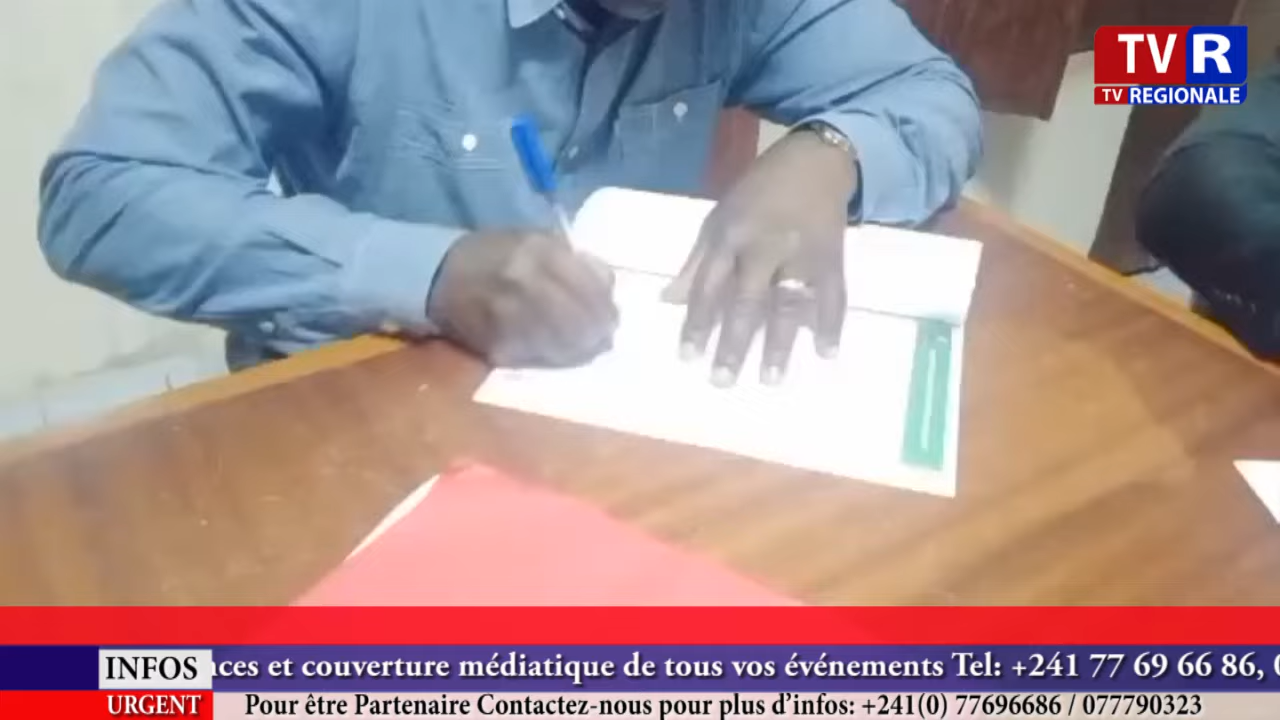 TVR
TV REGIONALE
INFOS
nces et couverture médiatique de tous vos événements Tel: +241 77 69 66 86,
URGENT
Pour être Partenaire Contactez-nous pour plus d'infos: +241(0) 77696686 / 077790323